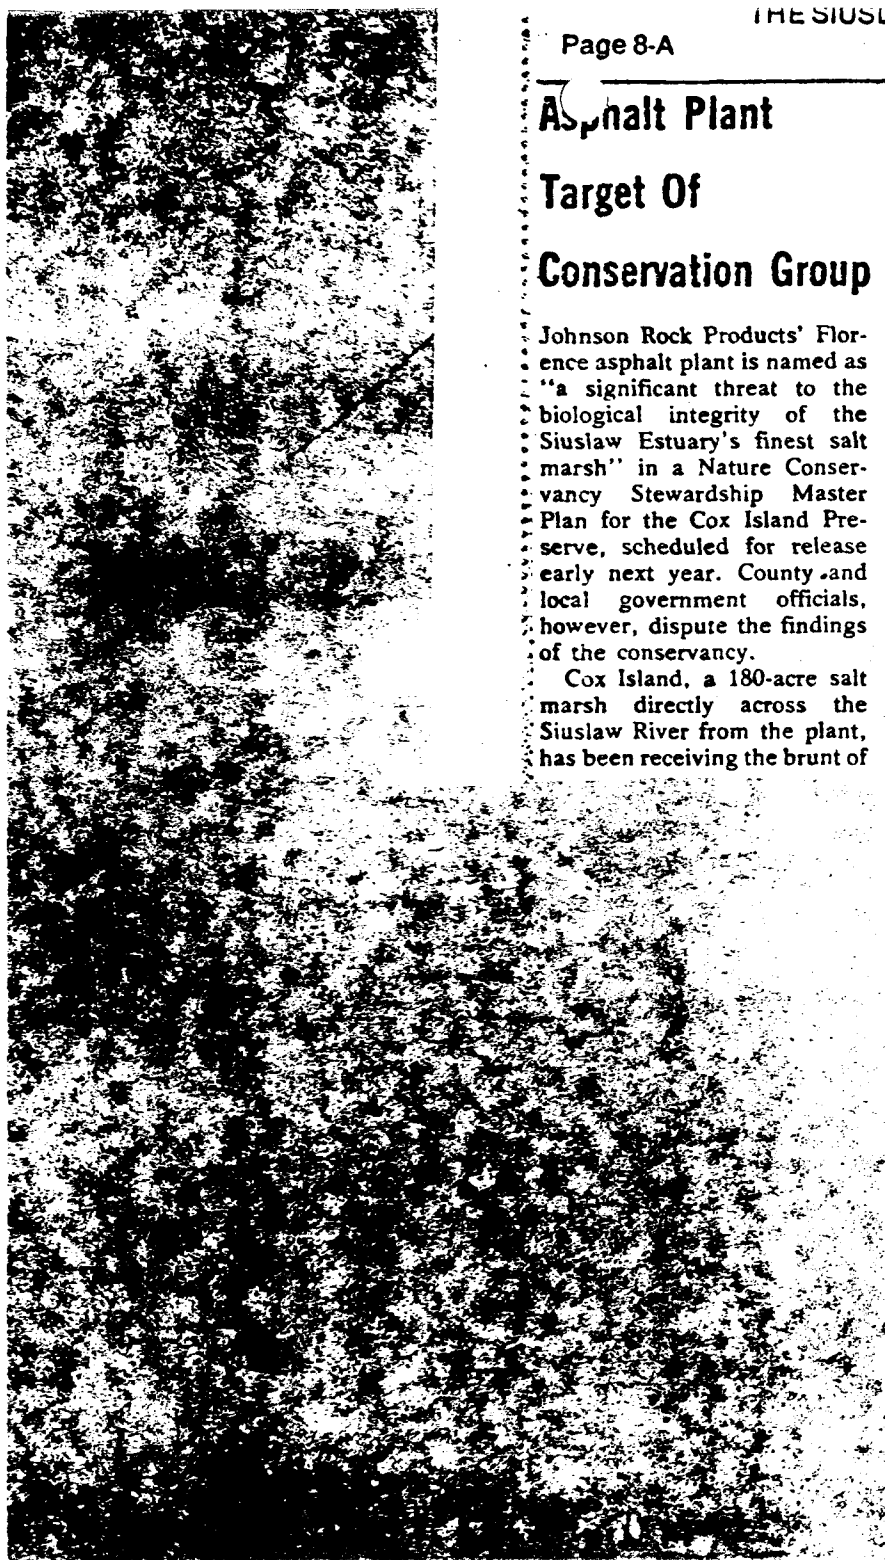 THE SIUSL
Page 8-A
Asphalt Plant
Target Of
Conservation Group
Johnson Rock Products' Flor-
ence asphalt plant is named as
"a significant threat to the
biological integrity of the
Siuslaw Estuary's finest salt
marsh" in a Nature Conser-
vancy Stewardship Master
Plan for the Cox Island Pre-
serve, scheduled for release
early next year. County and
local government officials,
however, dispute the findings
of the conservancy.
Cox Island, a 180-acre salt
marsh directly across the
Siuslaw River from the plant,
has been receiving the brunt of